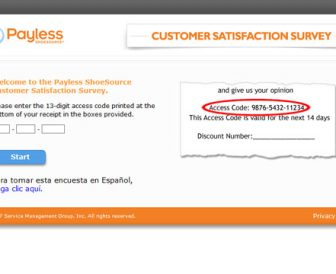 Payless
SHOESOURCE
CUSTOMER SATISFACTION SURVEY
elcome to the Payless ShoeSource
ustomer Satisfaction Survey.
ease enter the 13-digit access code printed at the
ttom of your receipt in the boxes provided.
- -
Start
ra tomar esta encuesta en Español,
ga clic aquí.
and give us your opinion
Access Code: 9876-5432-11234
This Access Code is valid for the next 14 days
Discount Number:
Service Management Group, Inc. All rights reserved.
Privacy